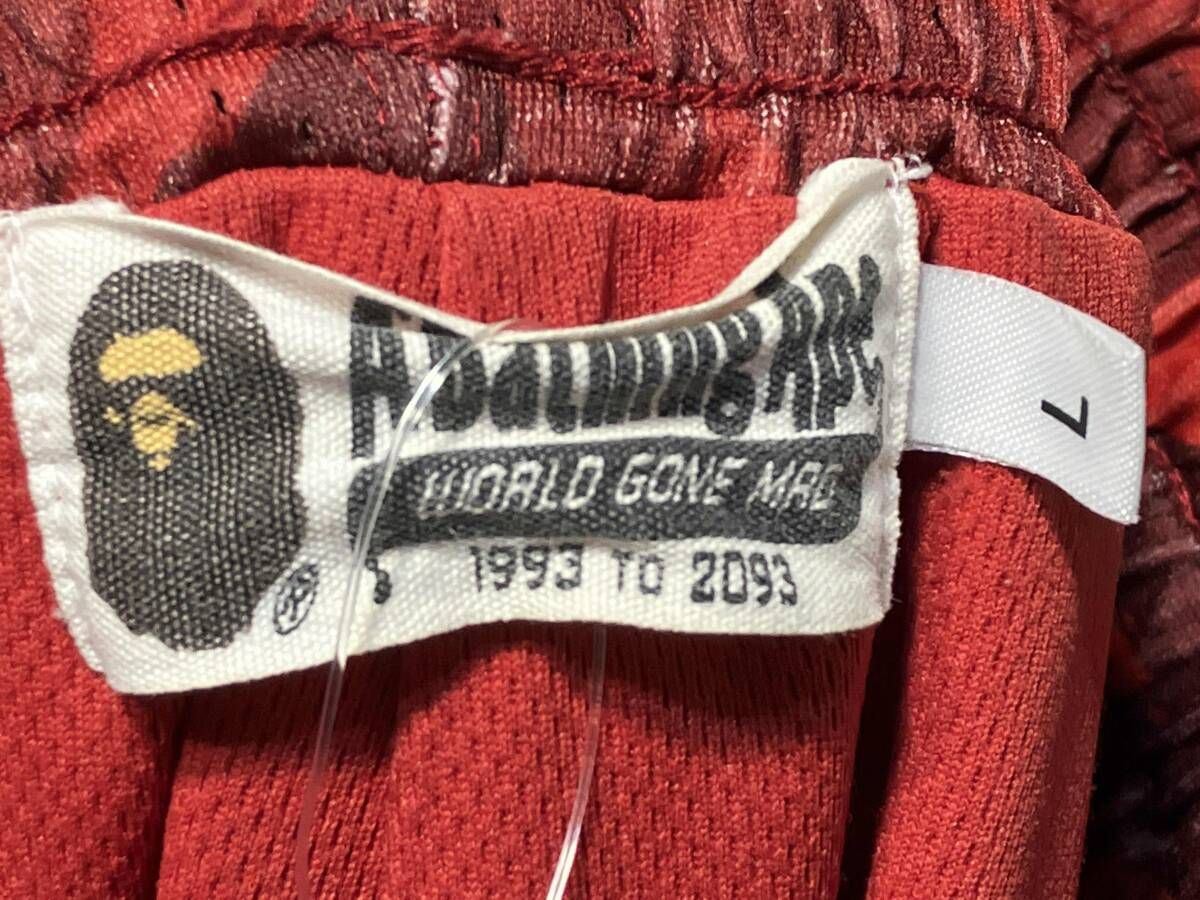 A Bathing Ape
WORLD GONE MAD
1993 TO 2093
L